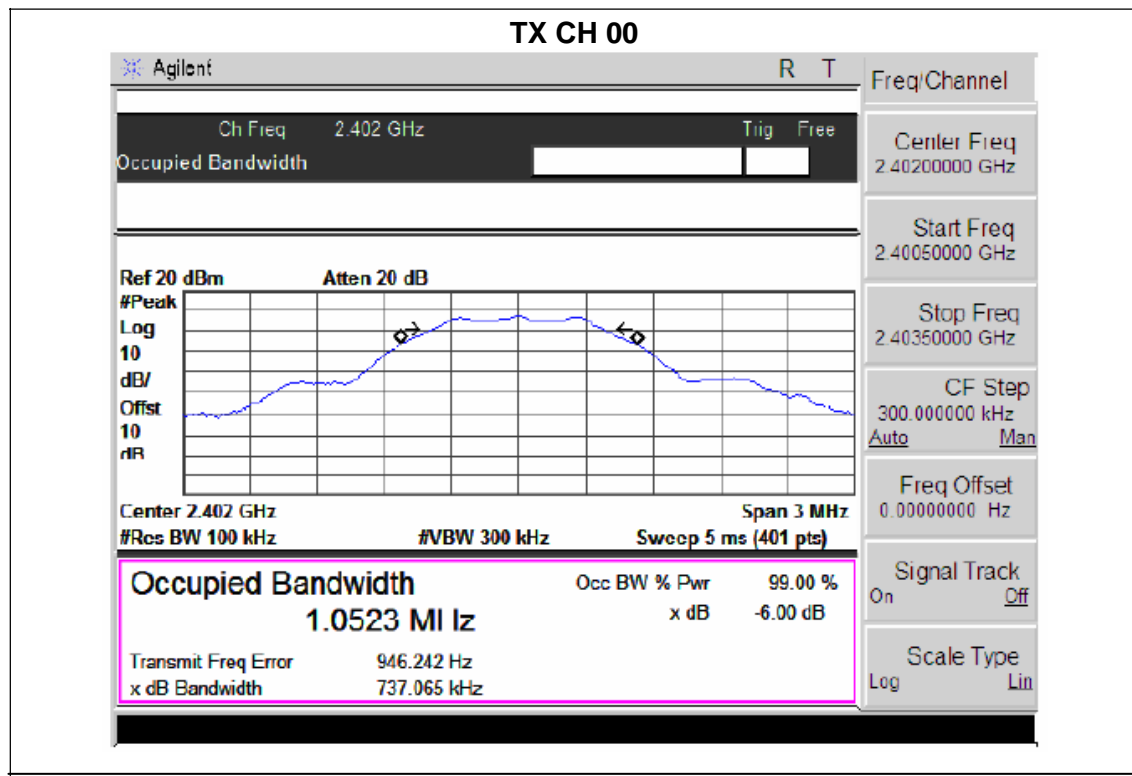 TX CH 00
Agilent R T
Freq/Channel
Ch Freq 2.402 GHz Trig Free
Occupied Bandwidth
Center Freq
2.40200000 GHz
Start Freq
2.40050000 GHz
Stop Freq
2.40350000 GHz
CF Step
300.000000 kHz
Auto Man
Freq Offset
0.00000000 Hz
Signal Track
On Off
Scale Type
Log Lin
Ref 20 dBm Atten 20 dB
#Peak
Log
10
dB/
Offst
10
dB
Center 2.402 GHz Span 3 MHz
#Res BW 100 kHz #VBW 300 kHz Sweep 5 ms (401 pts)
Occupied Bandwidth Occ BW % Pwr 99.00 %
1.0523 MHz x dB -6.00 dB
Transmit Freq Error 946.242 Hz
x dB Bandwidth 737.065 kHz